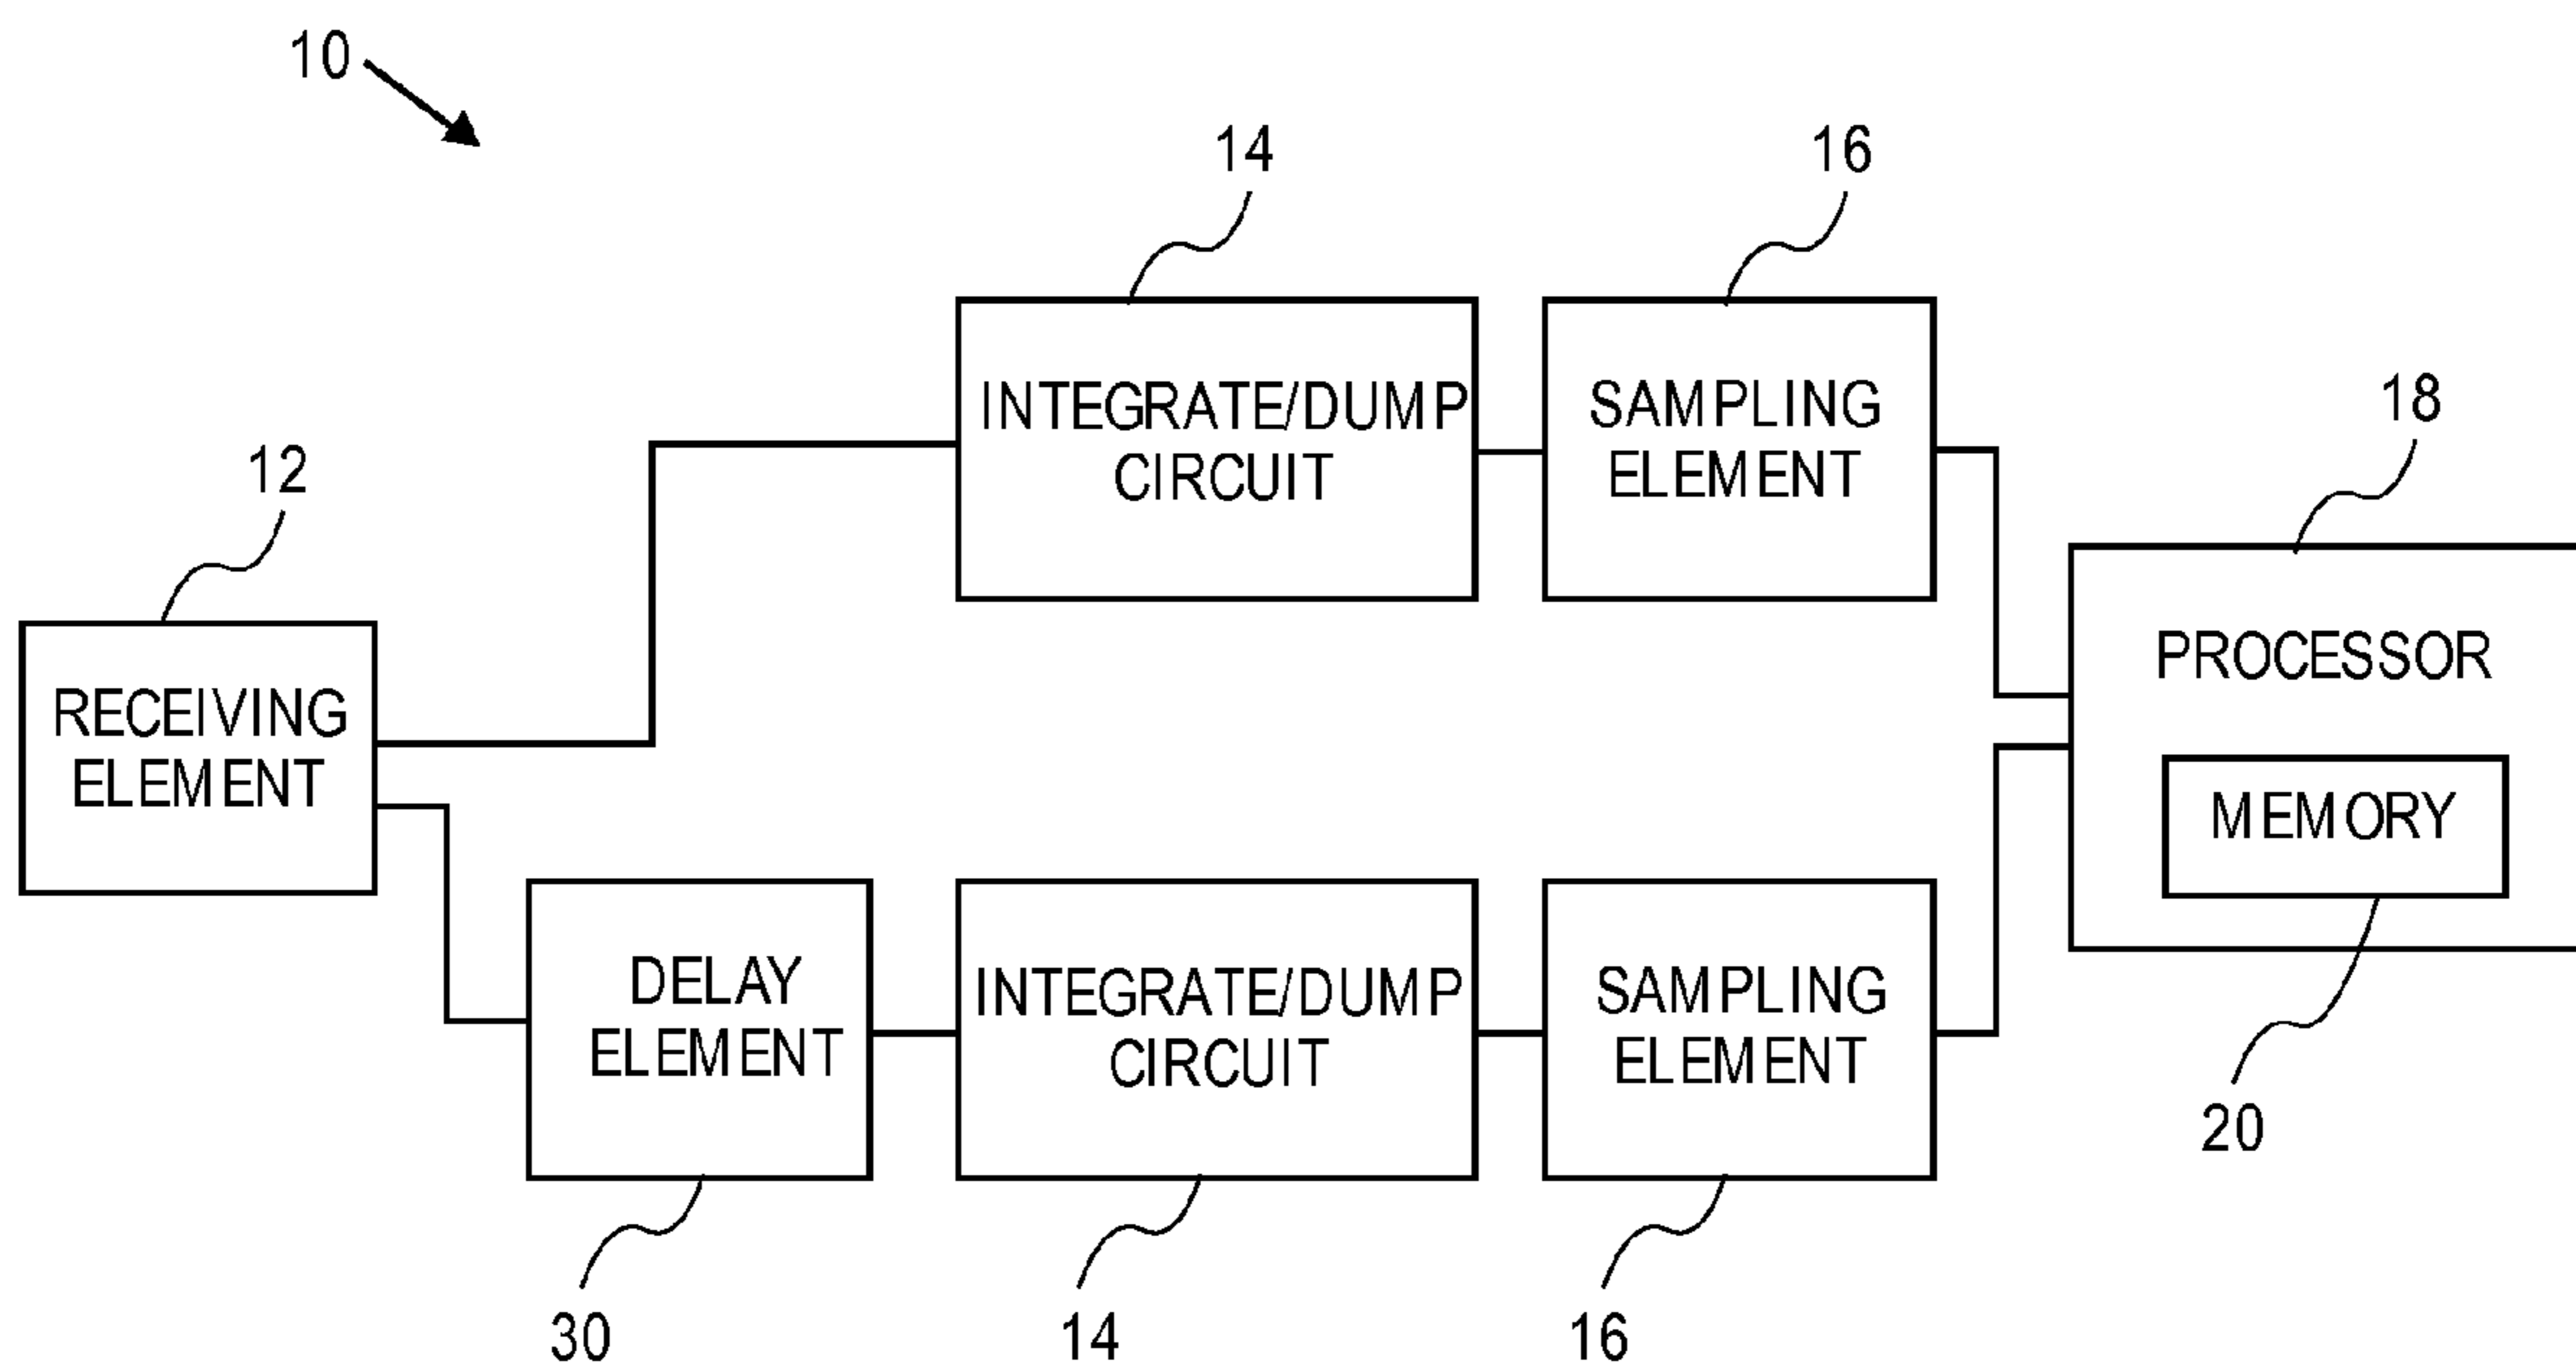 10
14
16
INTEGRATE/DUMP
CIRCUIT
SAMPLING
ELEMENT
18
12
PROCESSOR
RECEIVING
ELEMENT
MEMORY
20
DELAY
ELEMENT
INTEGRATE/DUMP
CIRCUIT
SAMPLING
ELEMENT
30
14
16